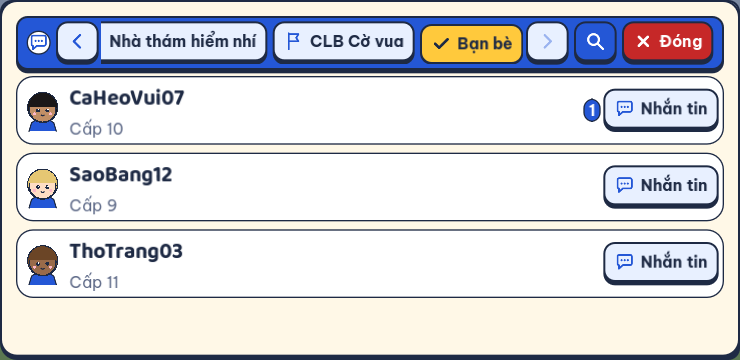 Nhà thám hiểm nhí CLB Cờ vua Bạn bè Đóng
CaHeoVui07
Cấp 10
1 Nhắn tin
SaoBang12
Cấp 9
Nhắn tin
ThoTrang03
Cấp 11
Nhắn tin